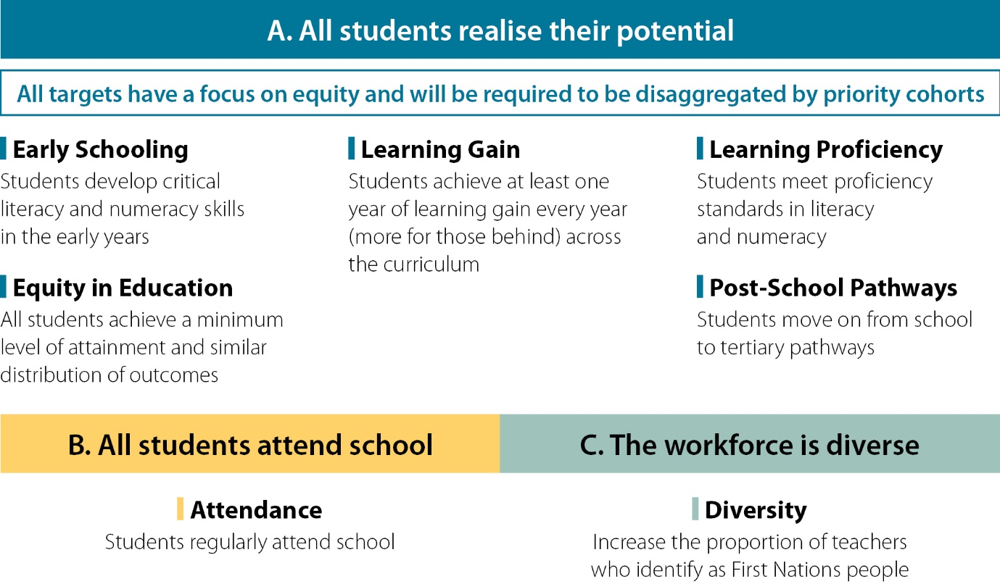 A. All students realise their potential
All targets have a focus on equity and will be required to be disaggregated by priority cohorts
Early Schooling
Students develop critical
literacy and numeracy skills
in the early years
Learning Gain
Students achieve at least one
year of learning gain every year
(more for those behind) across
the curriculum
Learning Proficiency
Students meet proficiency
standards in literacy
and numeracy
Equity in Education
All students achieve a minimum
level of attainment and similar
distribution of outcomes
Post-School Pathways
Students move on from school
to tertiary pathways
B. All students attend school
Attendance
Students regularly attend school
C. The workforce is diverse
Diversity
Increase the proportion of teachers
who identify as First Nations people